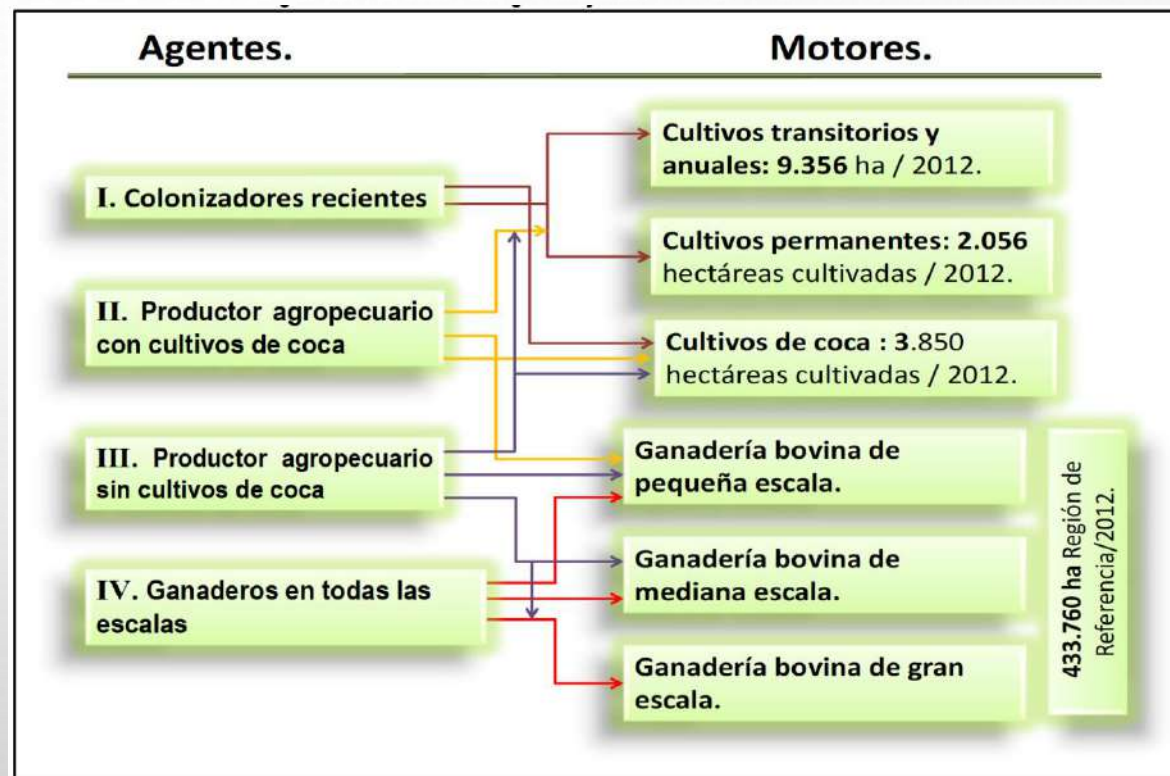 Agentes.
Motores.
I. Colonizadores recientes
II. Productor agropecuario
con cultivos de coca
III. Productor agropecuario
sin cultivos de coca
IV. Ganaderos en todas las
escalas
Cultivos transitorios y
anuales: 9.356 ha / 2012.
Cultivos permanentes: 2.056
hectáreas cultivadas / 2012.
Cultivos de coca : 3.850
hectáreas cultivadas / 2012.
Ganadería bovina de
pequeña escala.
Ganadería bovina de
mediana escala.
Ganadería bovina de gran
escala.
433.760 ha Región de
Referencia/2012.